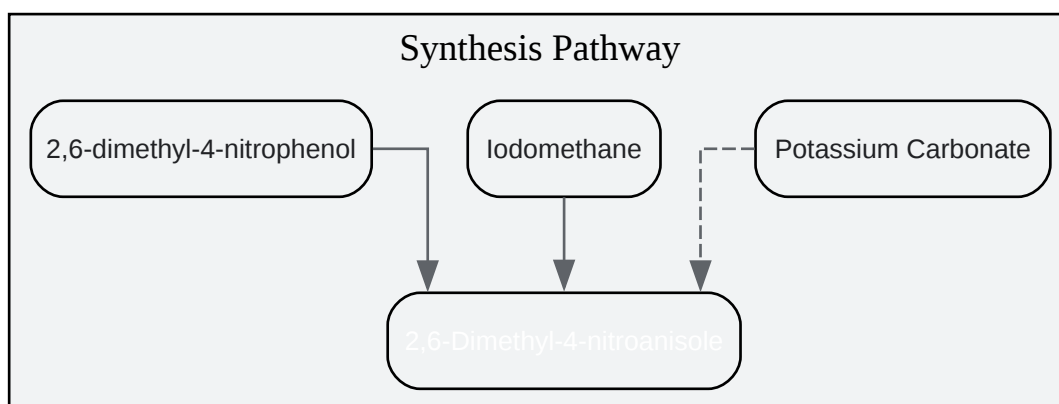 Synthesis Pathway
2,6-dimethyl-4-nitrophenol
Iodomethane
Potassium Carbonate
2,6-Dimethyl-4-nitroanisole